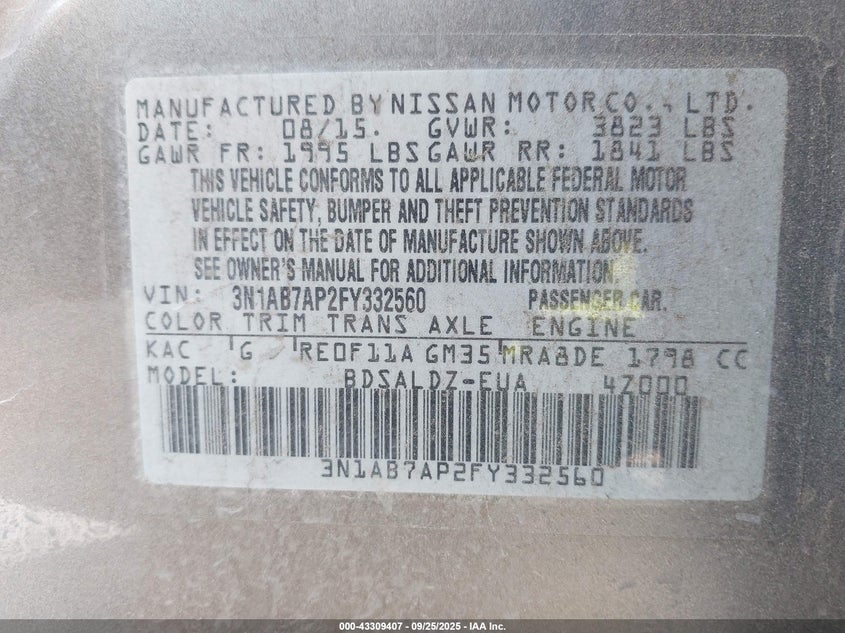 MANUFACTURED BY NISSAN MOTOR CO., LTD.
DATE: 08/15. GVWR: 3823 LBS
GAWR FR: 1995 LBS GAWR RR: 1841 LBS
THIS VEHICLE CONFORMS TO ALL APPLICABLE FEDERAL MOTOR
VEHICLE SAFETY, BUMPER AND THEFT PREVENTION STANDARDS
IN EFFECT ON THE DATE OF MANUFACTURE SHOWN ABOVE.
SEE OWNER'S MANUAL FOR ADDITIONAL INFORMATION.
VIN: 3N1AB7AP2FY332560 PASSENGER CAR.
COLOR TRIM TRANS AXLE ENGINE
KAC G RE0F11A GM35 MRA8DE 1798 CC
MODEL: BDSALDZ-EUA 4Z000
3N1AB7AP2FY332560
000-43309407 - 09/25/2025 - IAA Inc.